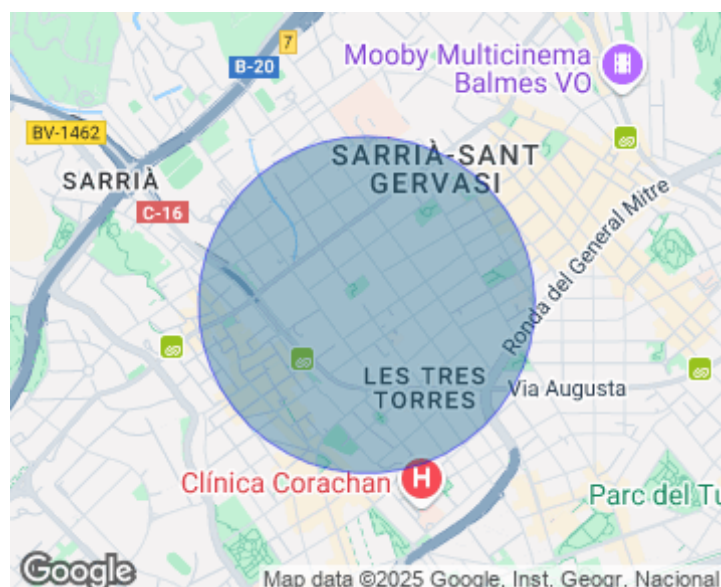 7
Mooby Multicinema
Balmes VO
B-20
BV-1462
SARRIÀ-SANT
GERVASI
SARRIÀ
C-16
Ronda del General Mitre
LES TRES
TORRES
Via Augusta
Clínica Corachan
H
Parc del Tu
Google
Map data ©2025 Google, Inst. Geogr. Nacional